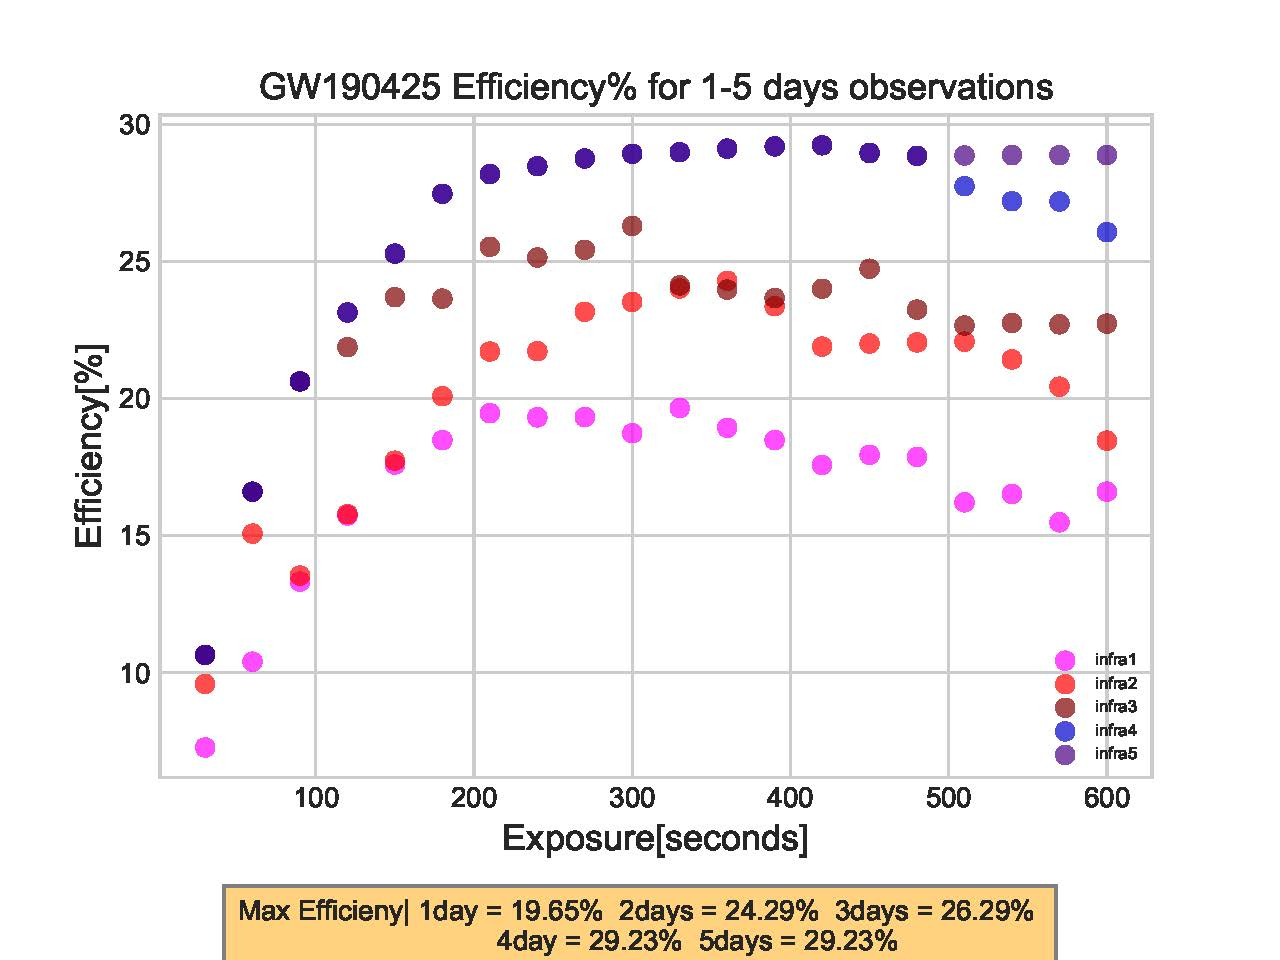 GW190425 Efficiency% for 1-5 days observations
30
25
20
15
10
Efficiency[%]
infra1
infra2
infra3
infra4
infra5
100 200 300 400 500 600
Exposure[seconds]
Max Efficieny| 1day = 19.65% 2days = 24.29% 3days = 26.29%
4day = 29.23% 5days = 29.23%